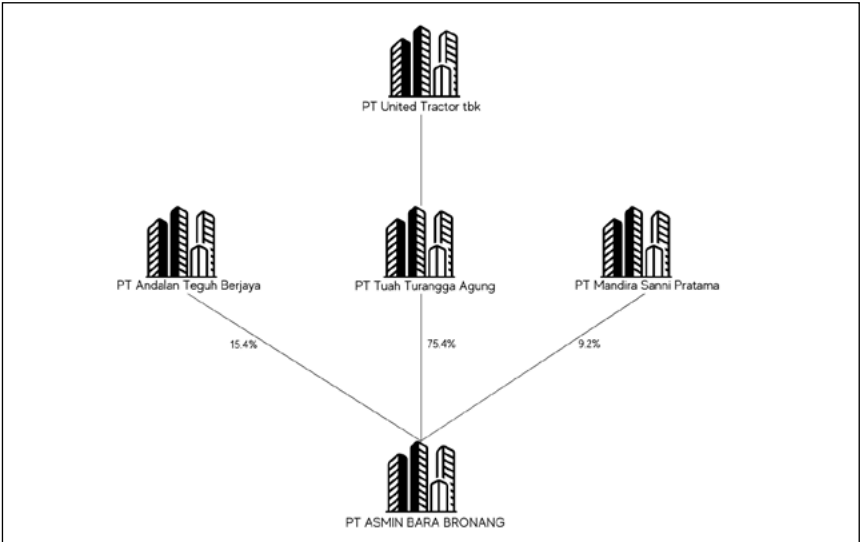 PT United Tractor tbk
PT Andalan Teguh Berjaya
PT Tuah Turangga Agung
PT Mandira Sanni Pratama
15.4%
75.4%
9.2%
PT ASMIN BARA BRONANG